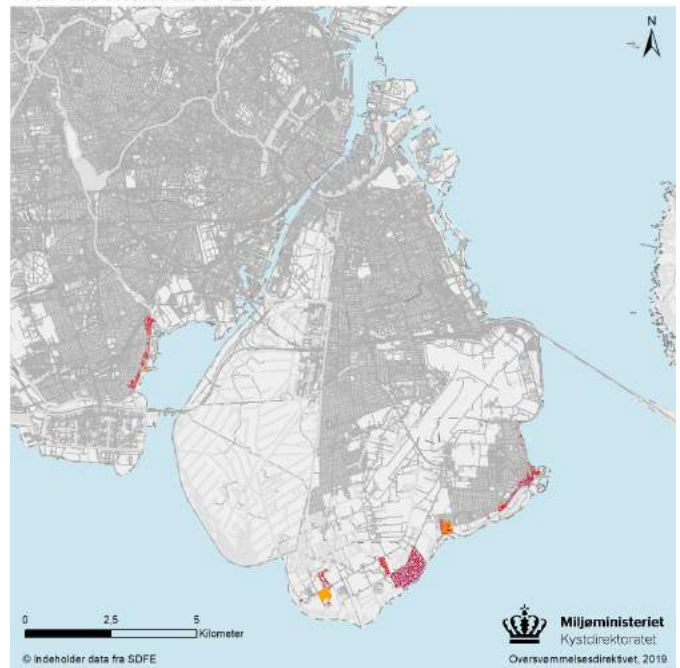 N
0
2,5
5
Kilometer
© Indeholder data fra SDFE
Miljøministeriet
Kystdirektoratet
Oversvømmelsesdirektivet, 2019